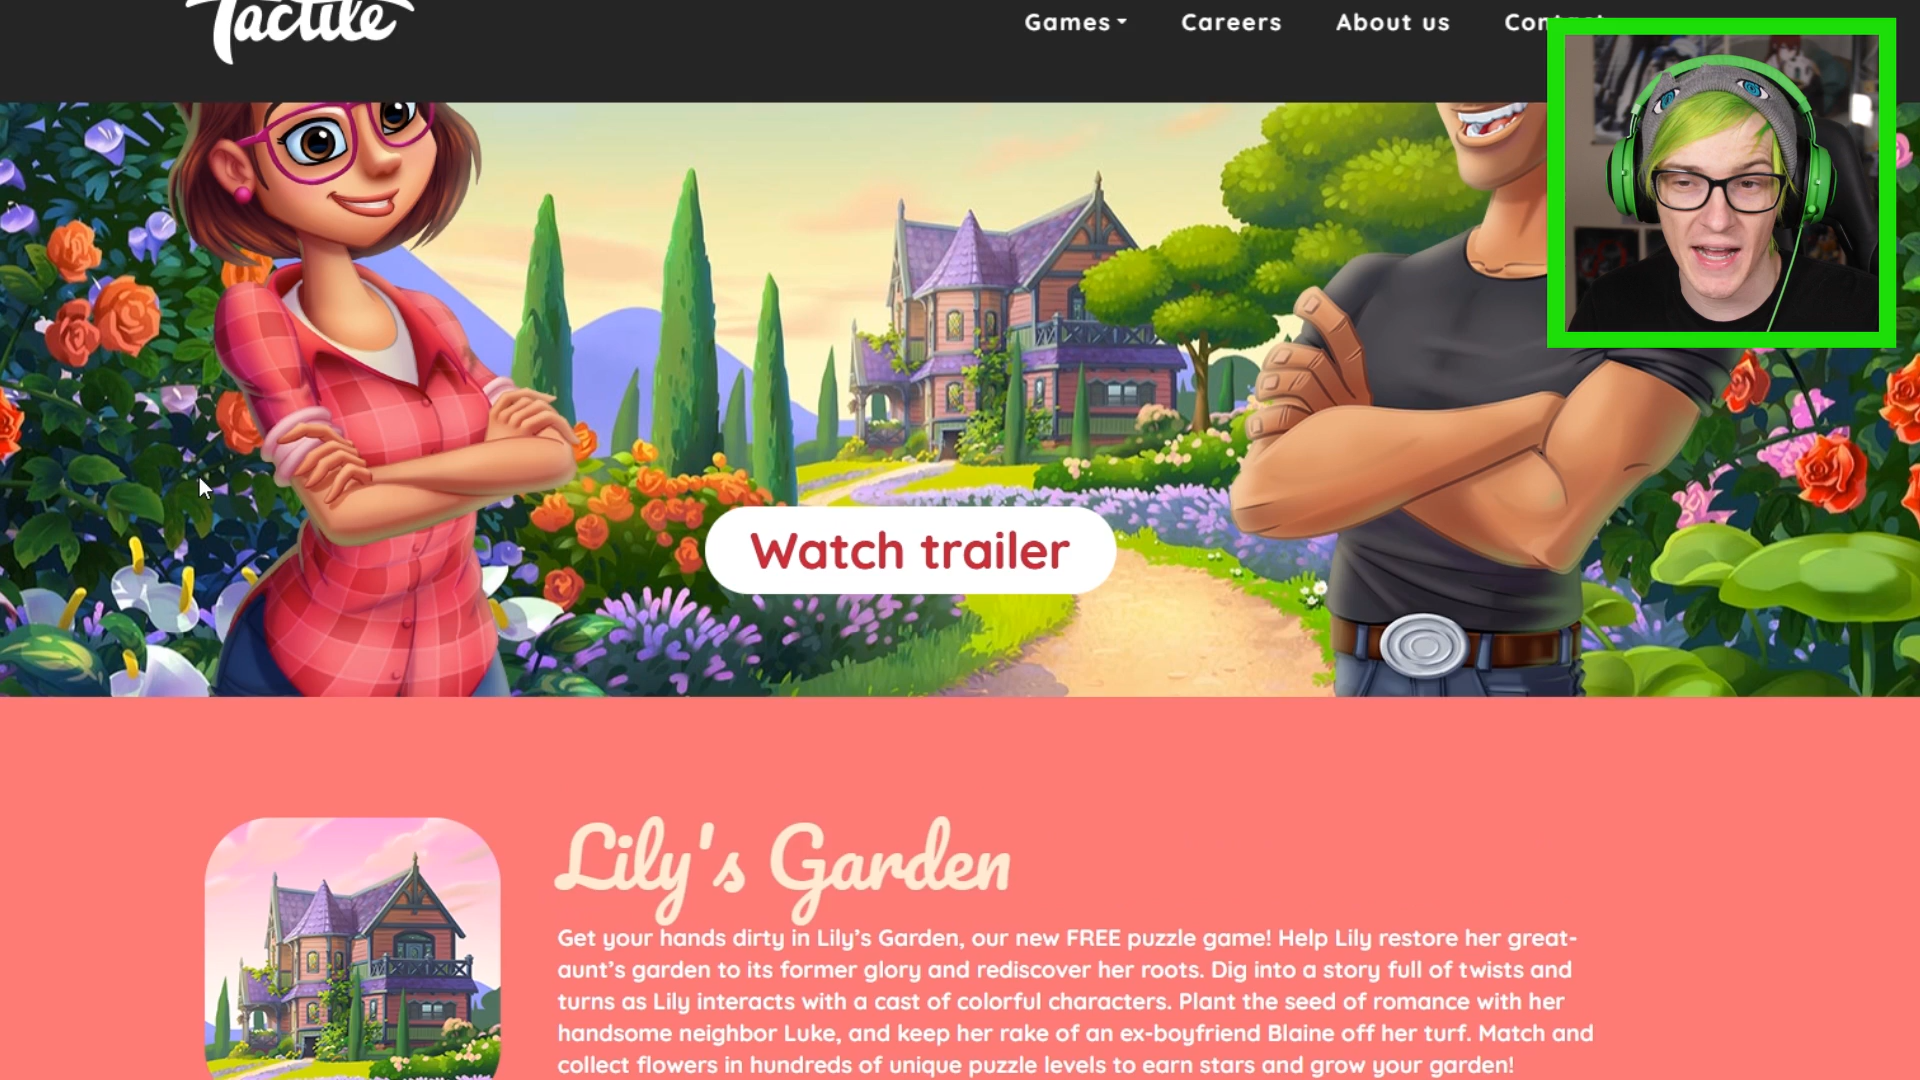 Tactile
Games Careers About us Contact
Watch trailer
Lily's Garden
Get your hands dirty in Lily’s Garden, our new FREE puzzle game! Help Lily restore her great-
aunt’s garden to its former glory and rediscover her roots. Dig into a story full of twists and
turns as Lily interacts with a cast of colorful characters. Plant the seed of romance with her
handsome neighbor Luke, and keep her rake of an ex-boyfriend Blaine off her turf. Match and
collect flowers in hundreds of unique puzzle levels to earn stars and grow your garden!